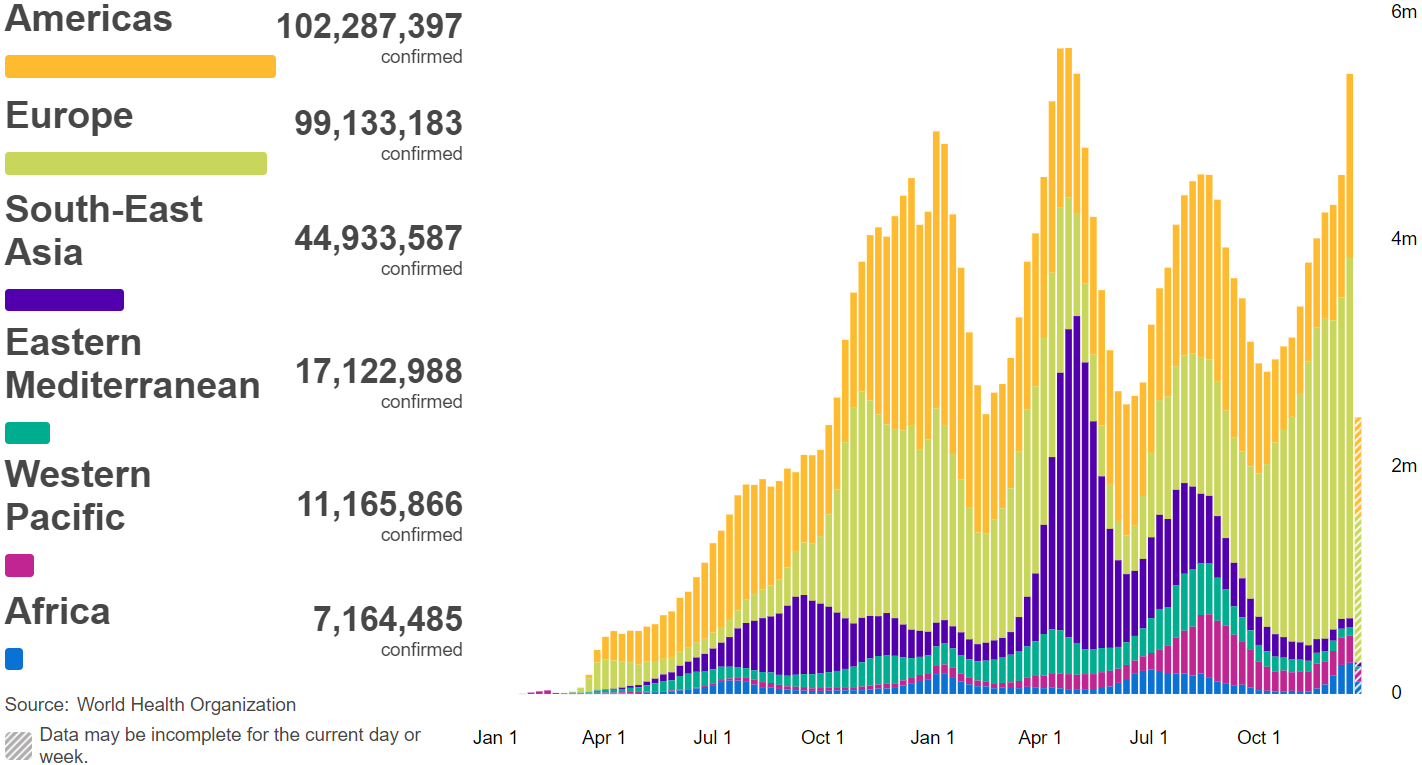 Americas
102,287,397
confirmed
Europe
99,133,183
confirmed
South-East
Asia
44,933,587
confirmed
Eastern
Mediterranean
17,122,988
confirmed
Western
Pacific
11,165,866
confirmed
Africa
7,164,485
confirmed
Source: World Health Organization
Data may be incomplete for the current day or
week.
6m
4m
2m
0
Jan 1 Apr 1 Jul 1 Oct 1 Jan 1 Apr 1 Jul 1 Oct 1